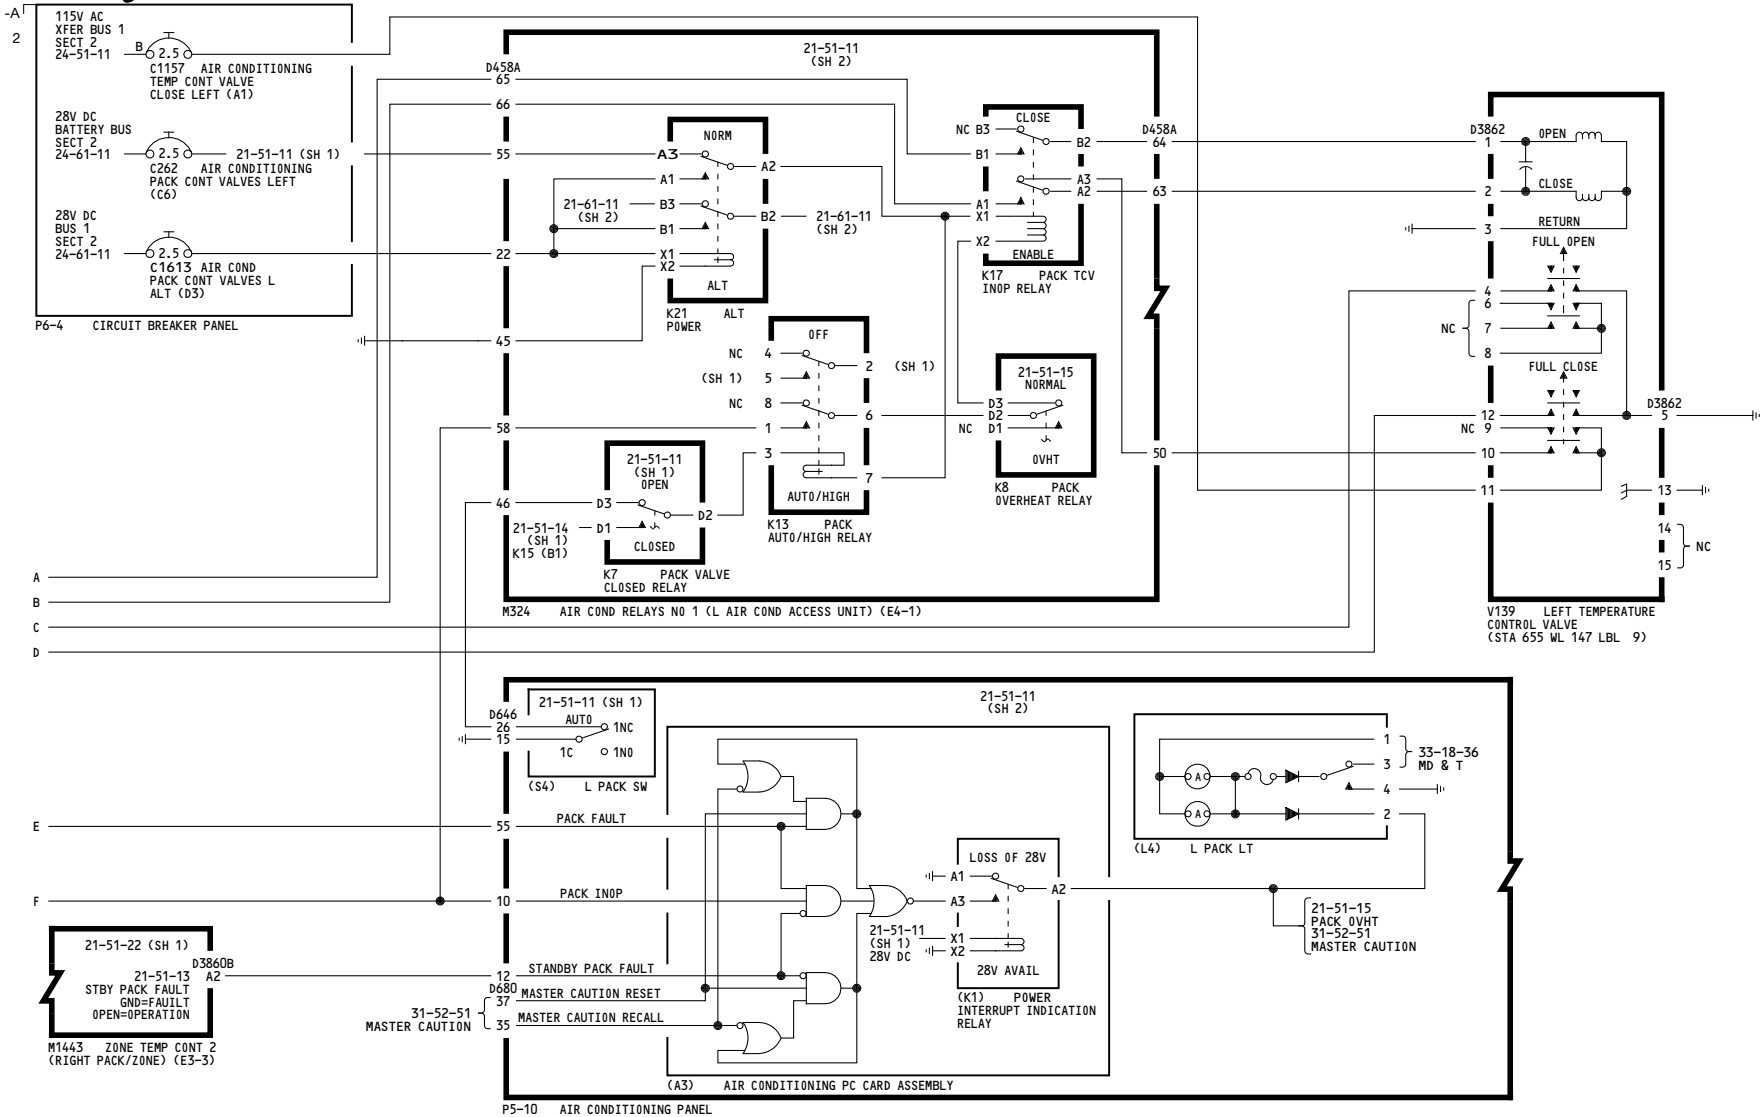 -A
2
115V AC
XFER BUS 1
SECT 2
24-51-11
B
2.5
C1157 AIR CONDITIONING
TEMP CONT VALVE
CLOSE LEFT (A1)
28V DC
BATTERY BUS
SECT 2
24-61-11
2.5
21-51-11 (SH 1)
C262 AIR CONDITIONING
PACK CONT VALVES LEFT
(C6)
28V DC
BUS 1
SECT 2
24-61-11
2.5
C1613 AIR COND
PACK CONT VALVES L
ALT (D3)
P6-4 CIRCUIT BREAKER PANEL
21-51-11
(SH 2)
D458A
65
66
55
22
45
58
46
NORM
A3
A2
A1
21-61-11
(SH 2)
B3
B2
21-61-11
(SH 2)
B1
X1
X2
ALT
K21 ALT
POWER
CLOSE
NC B3
B2
B1
A3
A2
A1
X1
X2
ENABLE
K17 PACK TCV
INOP RELAY
D458A
64
63
50
OFF
NC 4
2 (SH 1)
(SH 1) 5
NC 8
6
1
3
7
AUTO/HIGH
K13 PACK
AUTO/HIGH RELAY
21-51-15
NORMAL
D3
D2
NC D1
OVHT
K8 PACK
OVERHEAT RELAY
21-51-11
(SH 1)
OPEN
D3
D2
21-51-14
(SH 1)
K15 (B1)
D1
CLOSED
K7 PACK VALVE
CLOSED RELAY
M324 AIR COND RELAYS NO 1 (L AIR COND ACCESS UNIT) (E4-1)
D3862
1
OPEN
2
CLOSE
3
RETURN
FULL OPEN
4
6
NC
7
8
FULL CLOSE
12
D3862
5
NC 9
10
11
13
14
NC
15
V139 LEFT TEMPERATURE
CONTROL VALVE
(STA 655 WL 147 LBL 9)
A
B
C
D
E
F
21-51-11
(SH 2)
21-51-11 (SH 1)
D646
26
AUTO
1NC
15
1C
1NO
(S4) L PACK SW
55
PACK FAULT
10
PACK INOP
12
STANDBY PACK FAULT
D680
37
MASTER CAUTION RESET
31-52-51
MASTER CAUTION
35
MASTER CAUTION RECALL
LOSS OF 28V
A1
A2
A3
21-51-11
(SH 1)
28V DC
X1
X2
28V AVAIL
(K1) POWER
INTERRUPT INDICATION
RELAY
(A3) AIR CONDITIONING PC CARD ASSEMBLY
1
33-18-36
MD & T
3
A
4
A
2
(L4) L PACK LT
21-51-15
PACK OVHT
31-52-51
MASTER CAUTION
P5-10 AIR CONDITIONING PANEL
21-51-22 (SH 1)
D3860B
21-51-13
A2
STBY PACK FAULT
GND=FAUILT
OPEN=OPERATION
M1443 ZONE TEMP CONT 2
(RIGHT PACK/ZONE) (E3-3)